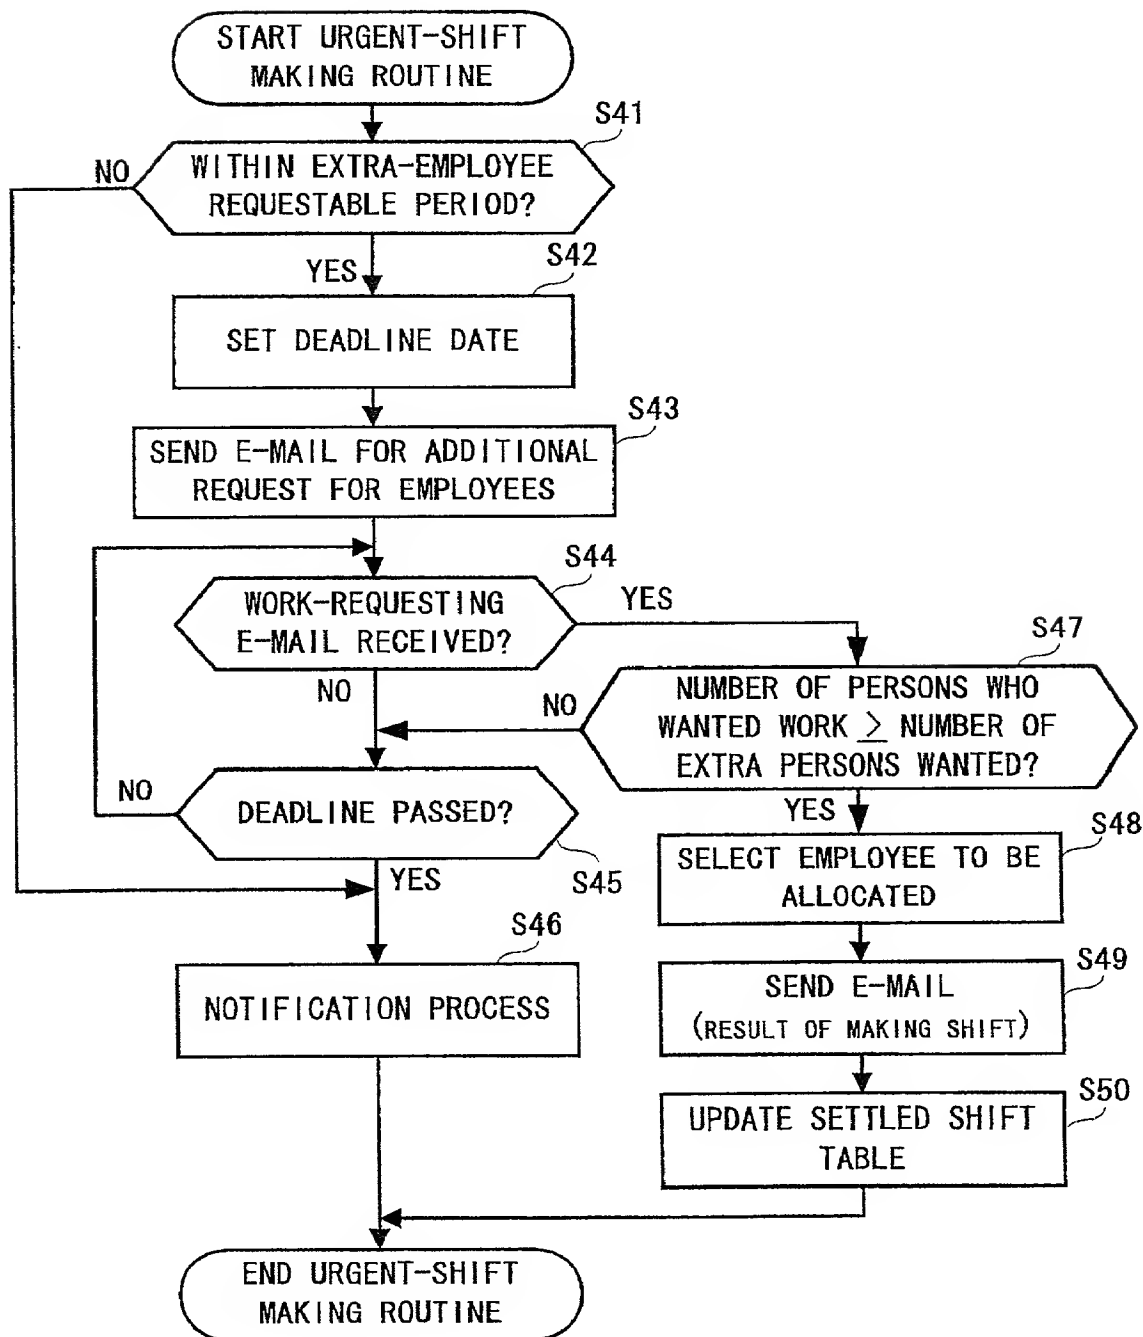 START URGENT-SHIFT
MAKING ROUTINE
S41
NO
WITHIN EXTRA-EMPLOYEE
REQUESTABLE PERIOD?
YES
S42
SET DEADLINE DATE
S43
SEND E-MAIL FOR ADDITIONAL
REQUEST FOR EMPLOYEES
S44
WORK-REQUESTING
E-MAIL RECEIVED?
YES
NO
S47
NUMBER OF PERSONS WHO
WANTED WORK ≥ NUMBER OF
EXTRA PERSONS WANTED?
NO
YES
NO
DEADLINE PASSED?
S45
YES
S48
SELECT EMPLOYEE TO BE
ALLOCATED
S46
NOTIFICATION PROCESS
S49
SEND E-MAIL
(RESULT OF MAKING SHIFT)
S50
UPDATE SETTLED SHIFT
TABLE
END URGENT-SHIFT
MAKING ROUTINE